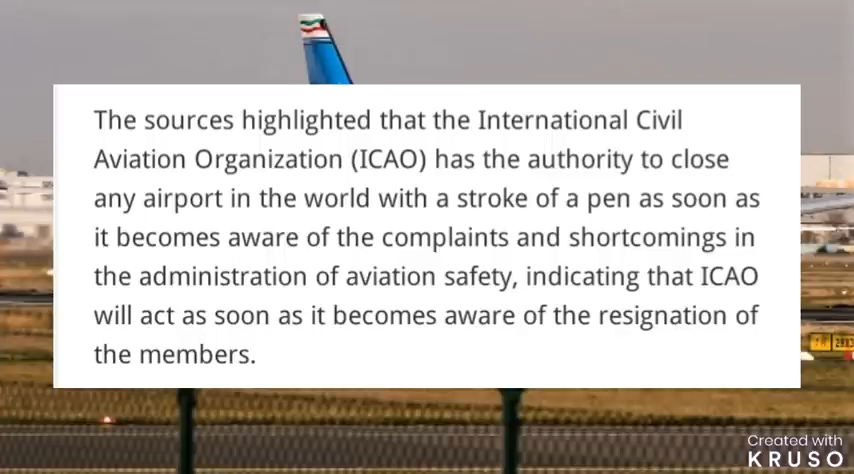 The sources highlighted that the International Civil
Aviation Organization (ICAO) has the authority to close
any airport in the world with a stroke of a pen as soon as
it becomes aware of the complaints and shortcomings in
the administration of aviation safety, indicating that ICAO
will act as soon as it becomes aware of the resignation of
the members.
Created with
KRUSO